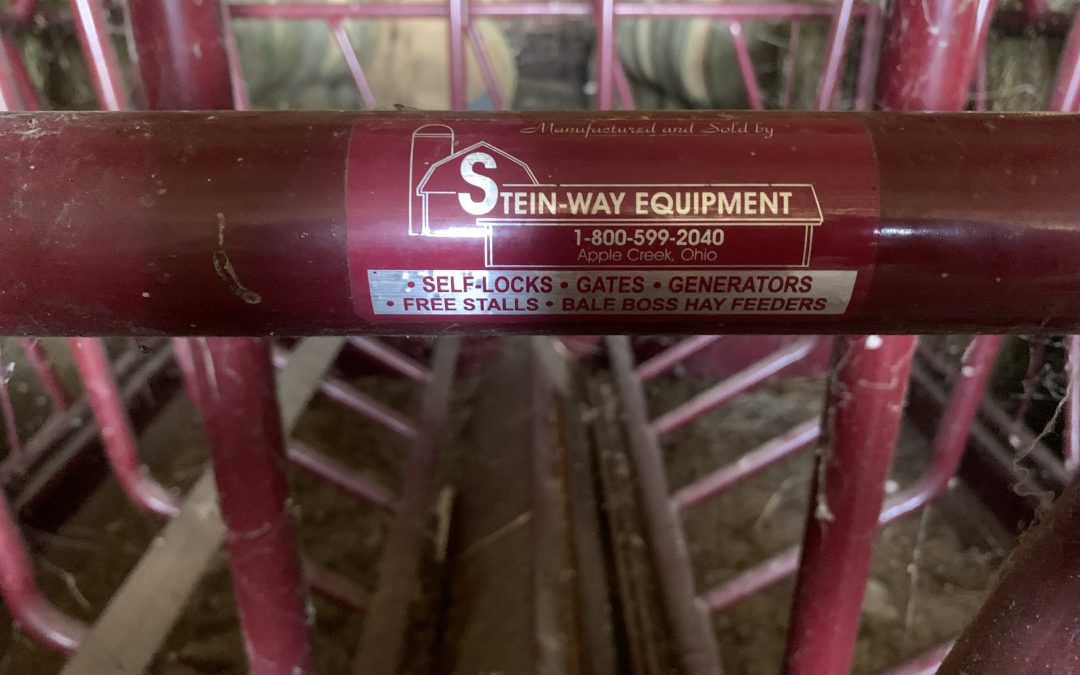 Manufactured and Sold by
STEIN-WAY EQUIPMENT
1-800-599-2040
Apple Creek, Ohio
• SELF-LOCKS • GATES • GENERATORS
• FREE STALLS • BALE BOSS HAY FEEDERS